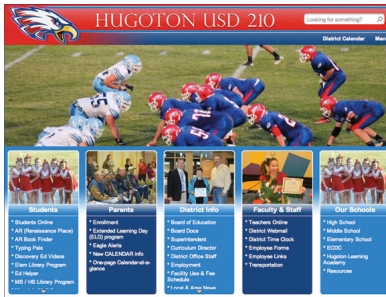 HUGOTON USD 210
Looking for something?
District Calendar
Students
* Students Online
* AR (Renaissance Place)
* AR Book Finder
* Typing Pals
* Discovery Ed Videos
* Elem Library Program
* Ed Helper
* MS / HS Library Program
Parents
* Enrollment
* Extended Learning Day
(ELD) program
* Eagle Alerts
* New CALENDAR info
* One-page Calendar-at-a-
glance
District Info
* Board of Education
* Board Docs
* Superintendent
* Curriculum Director
* District Office Staff
* Employment
* Facility Use & Fee
Schedule
* Local & Area News
Faculty & Staff
* Teachers Online
* District Webmail
* District Time Clock
* Employee Forms
* Employee Links
* Transportation
Our Schools
* High School
* Middle School
* Elementary School
* ECDC
* Hugoton Learning
Academy
* Resources